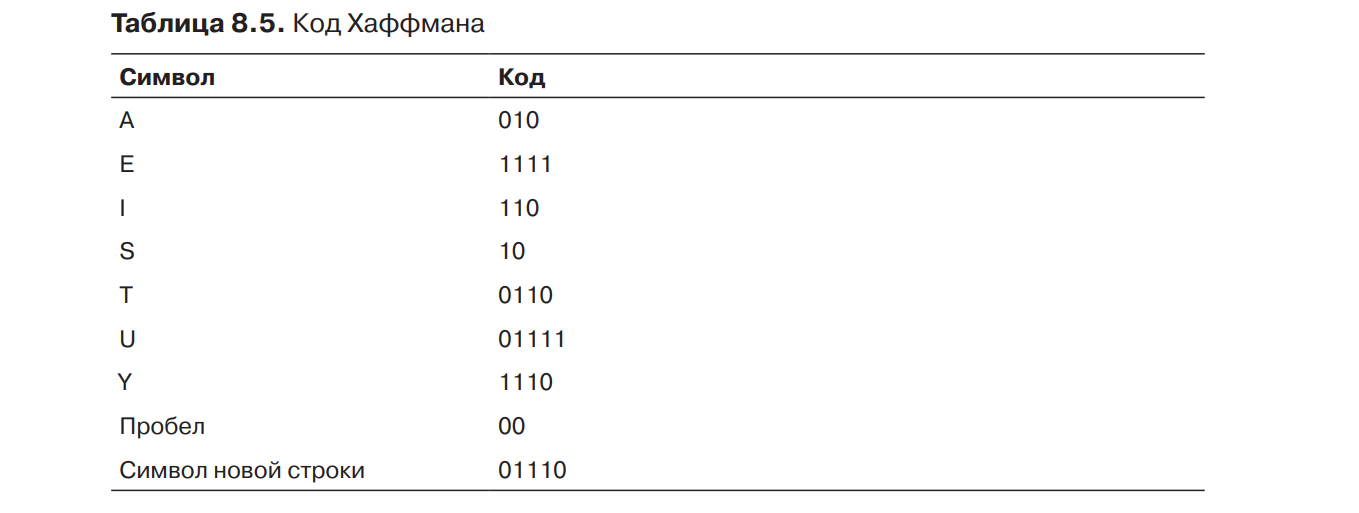 Таблица 8.5. Код Хаффмана
Символ Код
A 010
E 1111
I 110
S 10
T 0110
U 01111
Y 1110
Пробел 00
Символ новой строки 01110